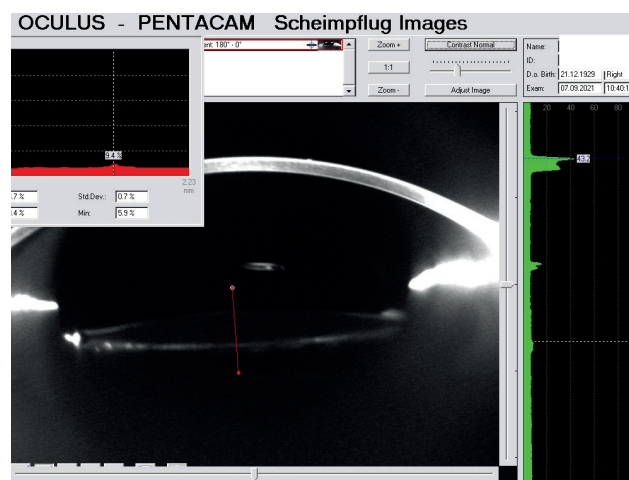 OCULUS - PENTACAM Scheimpflug Images
ent: 180° - 0°
Zoom +
1:1
Zoom -
Contrast Normal
Adjust Image
Name:
ID:
D.o. Birth: 21.12.1929 Right
Exam: 07.09.2021 10:40:1
20 40 60 80
43.2
9.4 %
2.23
mm
.7 % Std.Dev.: 0.7 %
.4 % Min: 5.9 %